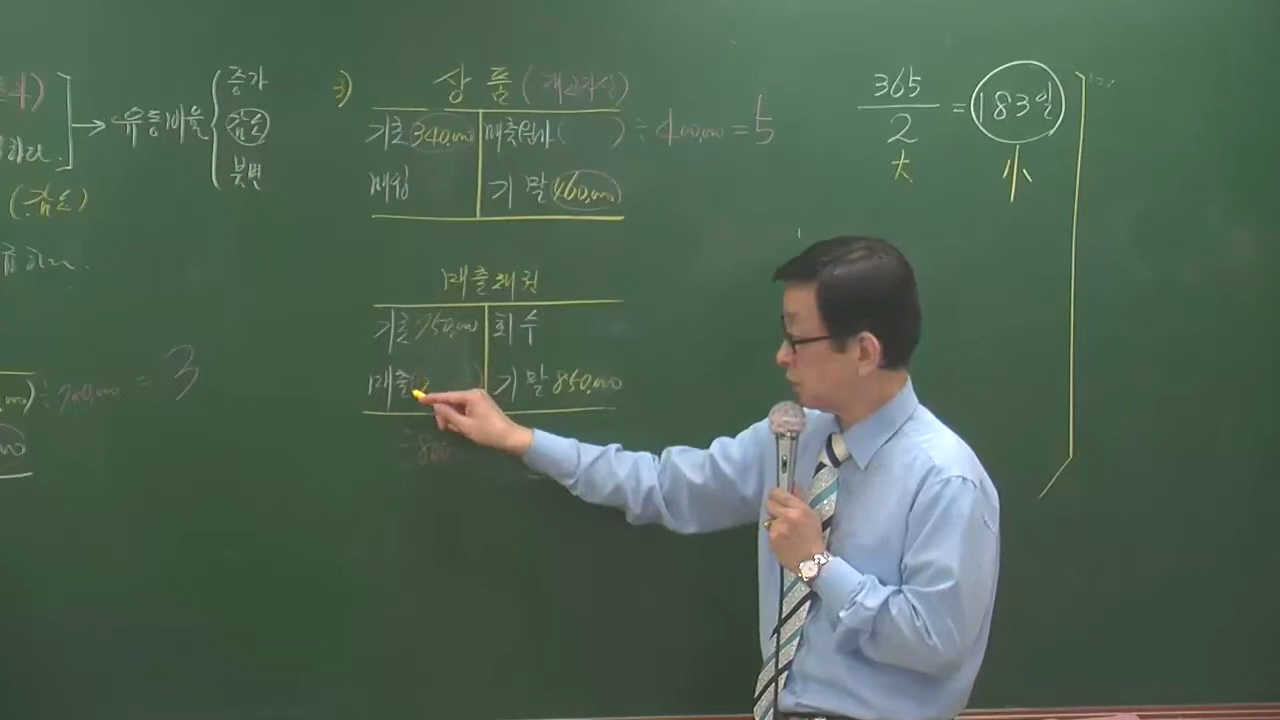 유동비율
증가
감소
불변
(감소)
3
3)
상품 (재고자산)
기초 340,000
매출원가 ( ) ÷ 400,000 = 5
매입
기말 460,000
매출채권
기초 750,000
회수
매출
기말 850,000
365
2
= 183일
大
小